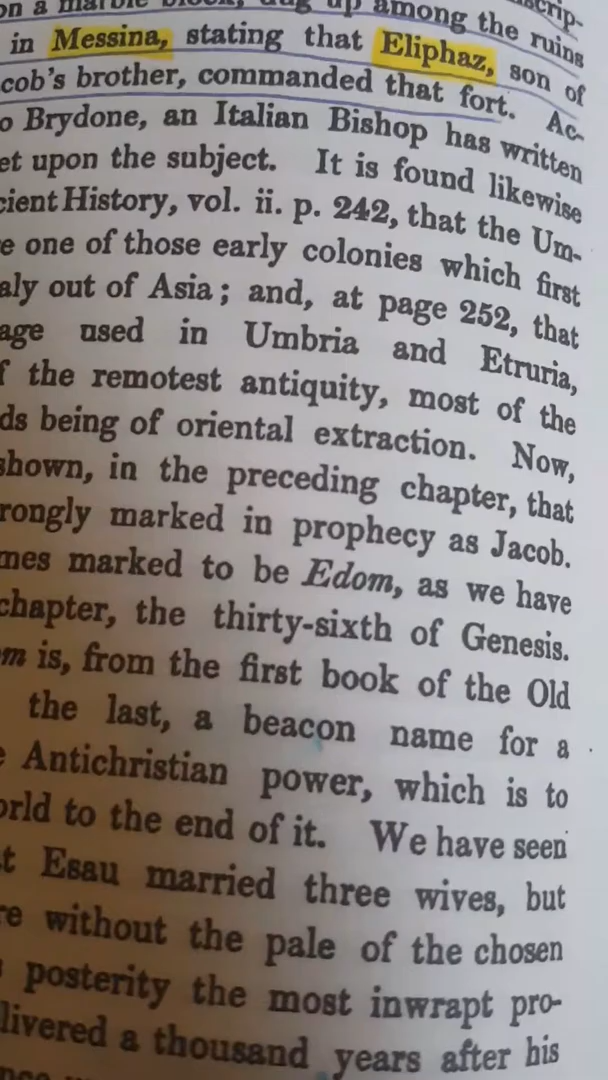 on a marble block, dug up among the ruins
in Messina, stating that Eliphaz, son of
cob's brother, commanded that fort. Ac-
o Brydone, an Italian Bishop has written
et upon the subject. It is found likewise
cient History, vol. ii. p. 242, that the Um-
e one of those early colonies which first
aly out of Asia; and, at page 252, that
age used in Umbria and Etruria,
f the remotest antiquity, most of the
ds being of oriental extraction. Now,
shown, in the preceding chapter, that
rongly marked in prophecy as Jacob.
mes marked to be Edom, as we have
chapter, the thirty-sixth of Genesis.
m is, from the first book of the Old
the last, a beacon name for a
e Antichristian power, which is to
orld to the end of it. We have seen
t Esau married three wives, but
re without the pale of the chosen
posterity the most inwrapt pro-
livered a thousand years after his